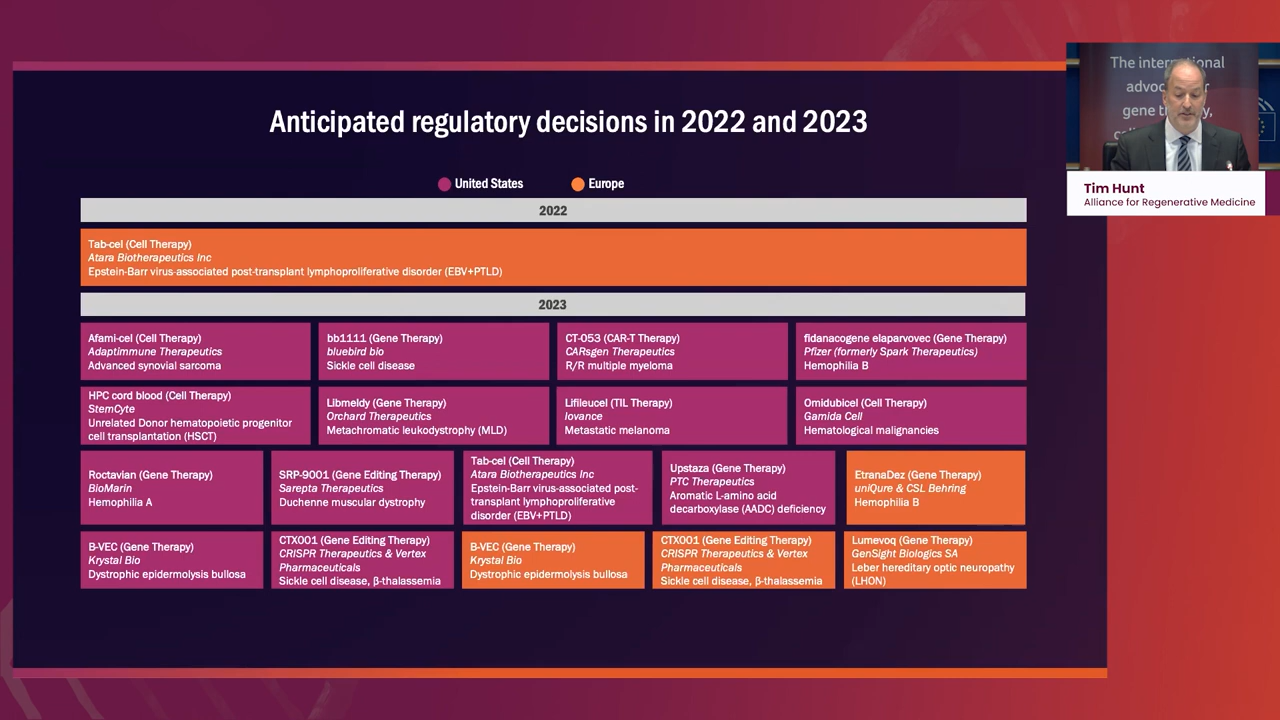 Anticipated regulatory decisions in 2022 and 2023
United States
Europe
2022
Tab-cel (Cell Therapy)
Atara Biotherapeutics Inc
Epstein-Barr virus-associated post-transplant lymphoproliferative disorder (EBV+PTLD)
2023
Afami-cel (Cell Therapy)
Adaptimmune Therapeutics
Advanced synovial sarcoma
bb1111 (Gene Therapy)
bluebird bio
Sickle cell disease
CT-053 (CAR-T Therapy)
CARsgen Therapeutics
R/R multiple myeloma
fidanacogene elaparvovec (Gene Therapy)
Pfizer (formerly Spark Therapeutics)
Hemophilia B
HPC cord blood (Cell Therapy)
StemCyte
Unrelated Donor hematopoietic progenitor
cell transplantation (HSCT)
Libmeldy (Gene Therapy)
Orchard Therapeutics
Metachromatic leukodystrophy (MLD)
Lifileucel (TIL Therapy)
Iovance
Metastatic melanoma
Omidubicel (Cell Therapy)
Gamida Cell
Hematological malignancies
Roctavian (Gene Therapy)
BioMarin
Hemophilia A
SRP-9001 (Gene Editing Therapy)
Sarepta Therapeutics
Duchenne muscular dystrophy
Tab-cel (Cell Therapy)
Atara Biotherapeutics Inc
Epstein-Barr virus-associated post-
transplant lymphoproliferative
disorder (EBV+PTLD)
Upstaza (Gene Therapy)
PTC Therapeutics
Aromatic L-amino acid
decarboxylase (AADC) deficiency
EtranaDez (Gene Therapy)
uniQure & CSL Behring
Hemophilia B
B-VEC (Gene Therapy)
Krystal Bio
Dystrophic epidermolysis bullosa
CTX001 (Gene Editing Therapy)
CRISPR Therapeutics & Vertex
Pharmaceuticals
Sickle cell disease, β-thalassemia
B-VEC (Gene Therapy)
Krystal Bio
Dystrophic epidermolysis bullosa
CTX001 (Gene Editing Therapy)
CRISPR Therapeutics & Vertex
Pharmaceuticals
Sickle cell disease, β-thalassemia
Lumevoq (Gene Therapy)
GenSight Biologics SA
Leber hereditary optic neuropathy
(LHON)
The
gene
Tim Hunt
Alliance for Regenerative Medicine